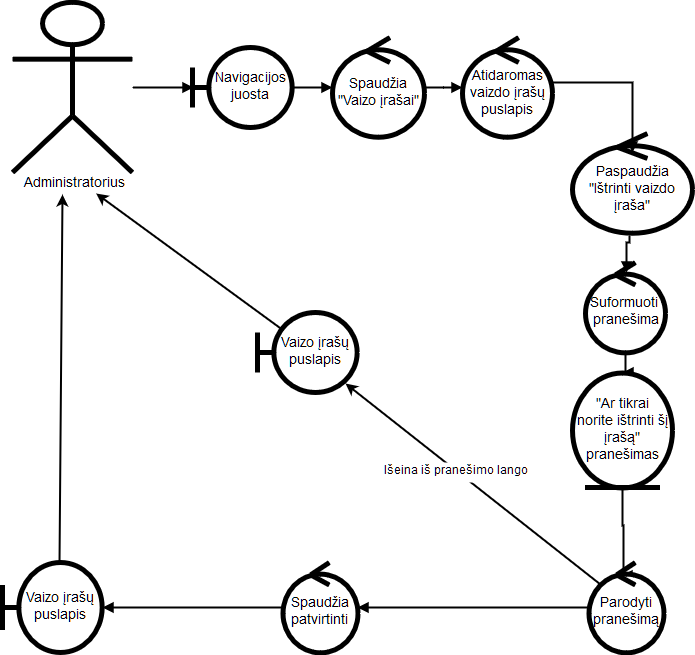 Navigacijos
juosta
Spaudžia
"Vaizo įrašai"
Atidaromas
vaizdo įrašų
puslapis
Paspaudžia
"Ištrinti vaizdo
įraša"
Administratorius
Suformuoti
pranešima
Vaizo įrašų
puslapis
"Ar tikrai
norite ištrinti šį
įrašą"
pranešimas
Išeina iš pranešimo lango
Vaizo įrašų
puslapis
Spaudžia
patvirtinti
Parodyti
pranešimą